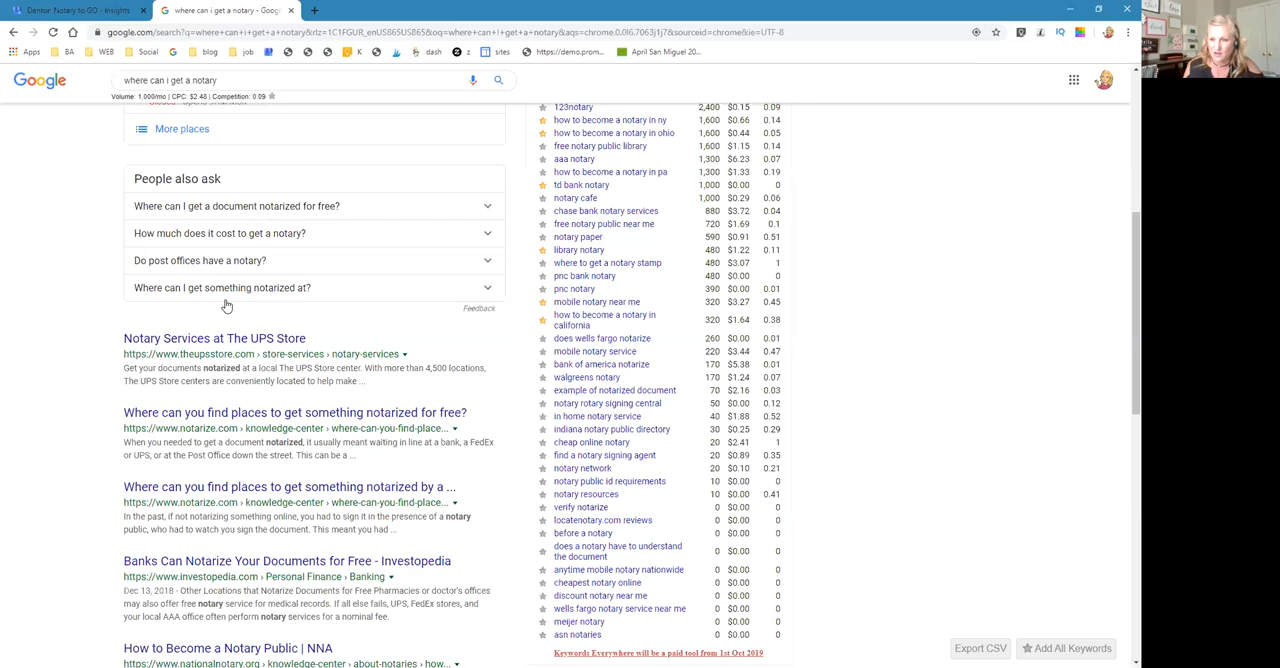 Dentor: Notary to GO - Insights
where can i get a notary - Goog
google.com/search?q=where+can+i+get+a+notary&rlz=1C1FGUR_enUS865US865&oq=where+can+I+get+a+notary&aqs=chrome.0.0l6.7063j1j7&sourceid=chrome&ie=UTF-8
Apps
BA
WEB
Social
blog
job
dash
z
sites
https://demo.prom...
April San Miguel 20...
Google
where can i get a notary
Volume: 1,000/mo | CPC: $2.48 | Competition: 0.09
More places
People also ask
Where can I get a document notarized for free?
How much does it cost to get a notary?
Do post offices have a notary?
Where can I get something notarized at?
Feedback
Notary Services at The UPS Store
https://www.theupsstore.com › store-services › notary-services
Get your documents notarized at a local The UPS Store center. With more than 4,500 locations,
The UPS Store centers are conveniently located to help make ...
Where can you find places to get something notarized for free?
https://www.notarize.com › knowledge-center › where-can-you-find-place...
When you needed to get a document notarized, it usually meant waiting in line at a bank, a FedEx
or UPS, or at the Post Office down the street. This can be a ...
Where can you find places to get something notarized by a ...
https://www.notarize.com › knowledge-center › where-can-you-find-place...
In the past, if not notarizing something online, you had to sign it in the presence of a notary
public, who had to watch you sign the document. This meant you had ...
Banks Can Notarize Your Documents for Free - Investopedia
https://www.investopedia.com › Personal Finance › Banking
Dec 13, 2018 - Other Locations that Notarize Documents for Free Pharmacies or doctor's offices
may also offer free notary service for medical records. If all else fails, UPS, FedEx stores, and
your local AAA office often perform notary services for a nominal fee.
How to Become a Notary Public | NNA
https://www.nationalnotary.org › knowledge-center › about-notaries › how...
123notary 2,400 $0.15 0.09
how to become a notary in ny 1,600 $0.66 0.14
how to become a notary in ohio 1,600 $0.44 0.05
free notary public library 1,600 $1.15 0.14
aaa notary 1,300 $6.23 0.07
how to become a notary in pa 1,300 $1.33 0.19
td bank notary 1,000 $0.00 0
notary cafe 1,000 $0.29 0.06
chase bank notary services 880 $3.72 0.04
free notary public near me 720 $1.69 0.1
notary paper 590 $0.91 0.51
library notary 480 $1.22 0.11
where to get a notary stamp 480 $3.07 1
pnc bank notary 480 $0.00 0
pnc notary 390 $0.00 0.01
mobile notary near me 320 $3.27 0.45
how to become a notary in
california 320 $1.64 0.38
does wells fargo notarize 260 $0.00 0.01
mobile notary service 220 $3.44 0.47
bank of america notarize 170 $5.38 0.01
walgreens notary 170 $1.24 0.07
example of notarized document 70 $2.16 0.03
notary rotary signing central 50 $0.00 0.12
in home notary service 40 $1.88 0.52
indiana notary public directory 30 $0.25 0.29
cheap online notary 20 $2.41 1
find a notary signing agent 20 $0.89 0.35
notary network 20 $0.10 0.21
notary public id requirements 10 $0.00 0
notary resources 10 $0.00 0.41
verify notarize 0 $0.00 0
locatenotary.com reviews 0 $0.00 0
before a notary 0 $0.00 0
does a notary have to understand
the document 0 $0.00 0
anytime mobile notary nationwide 0 $0.00 0
cheapest notary online 0 $0.00 0
discount notary near me 0 $0.00 0
wells fargo notary service near me 0 $0.00 0
meijer notary 0 $0.00 0
asn notaries 0 $0.00 0
Keywords Everywhere will be a paid tool from 1st Oct 2019
Export CSV
Add All Keywords